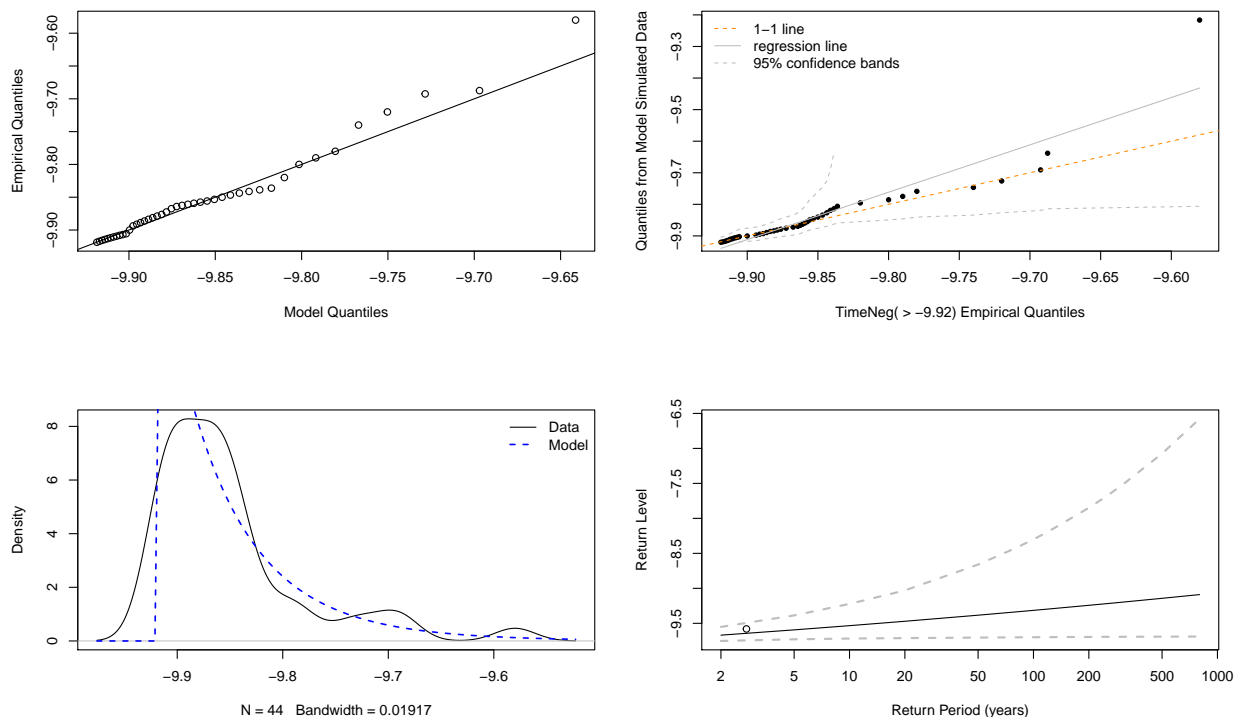 Empirical Quantiles
−9.60
−9.70
−9.80
−9.90
−9.90 −9.85 −9.80 −9.75 −9.70 −9.65
Model Quantiles
Quantiles from Model Simulated Data
−9.3
−9.5
−9.7
−9.9
1−1 line
regression line
95% confidence bands
−9.90 −9.85 −9.80 −9.75 −9.70 −9.65 −9.60
TimeNeg( > −9.92) Empirical Quantiles
Density
8
6
4
2
0
Data
Model
−9.9 −9.8 −9.7 −9.6
N = 44 Bandwidth = 0.01917
Return Level
−6.5
−7.5
−8.5
−9.5
2 5 10 20 50 100 200 500 1000
Return Period (years)